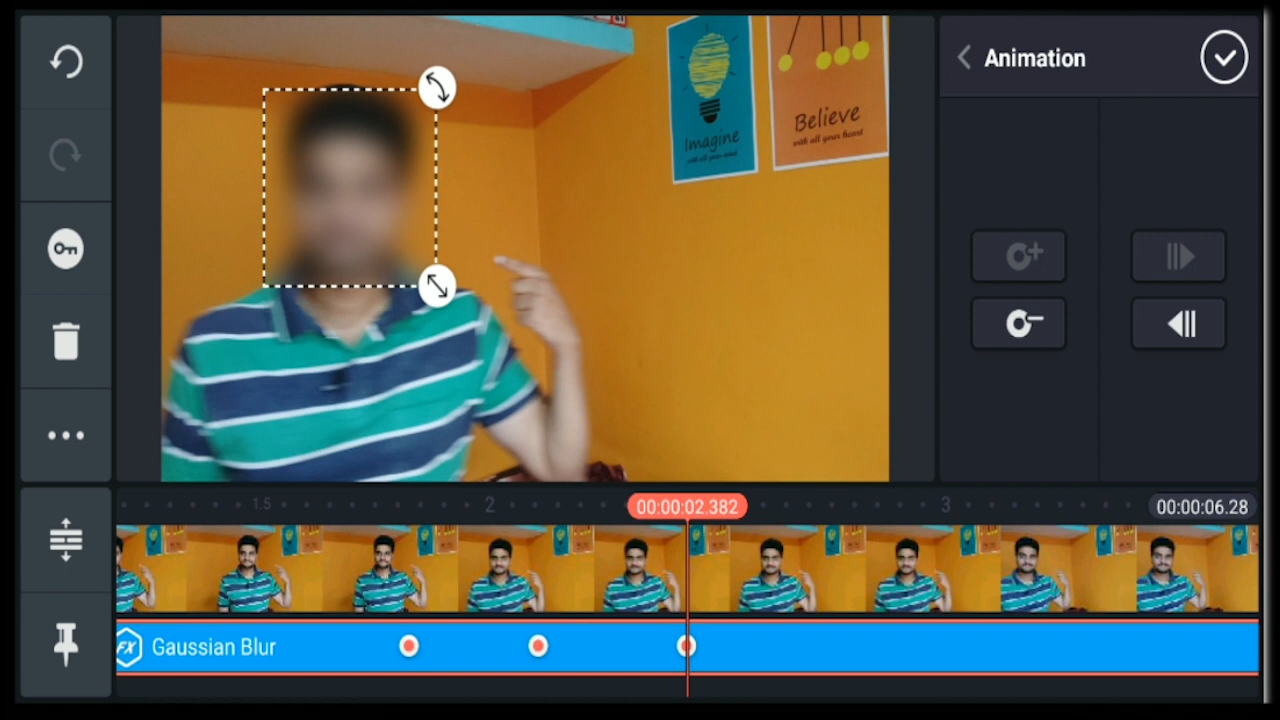 Animation
Imagine
with all your mind
Believe
with all your heart
1.5
2
00:00:02.382
3
00:00:06.28
FX
Gaussian Blur